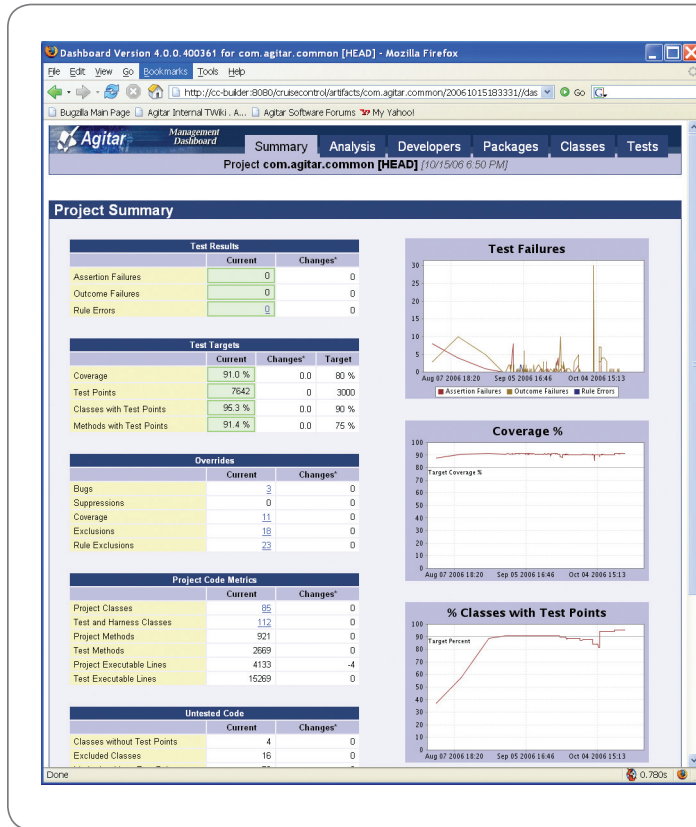 Dashboard Version 4.0.0.400361 for com.agitar.common [HEAD] - Mozilla Firefox
File Edit View Go Bookmarks Tools Help
http://cc-builder:8080/cruisecontrol/artifacts/com.agitar.common/20061015183331//das Go
Bugzilla Main Page Agitar Internal TWiki . A... Agitar Software Forums My Yahoo!
Agitar Management Dashboard
Summary Analysis Developers Packages Classes Tests
Project com.agitar.common [HEAD] [10/15/06 6:50 PM]
Project Summary
Test Results
Current Changes*
Assertion Failures 0 0
Outcome Failures 0 0
Rule Errors 0 0
Test Targets
Current Changes* Target
Coverage 91.0 % 0.0 80 %
Test Points 7642 0 3000
Classes with Test Points 95.3 % 0.0 90 %
Methods with Test Points 91.4 % 0.0 75 %
Overrides
Current Changes*
Bugs 3 0
Suppressions 0 0
Coverage 11 0
Exclusions 18 0
Rule Exclusions 23 0
Project Code Metrics
Current Changes*
Project Classes 85 0
Test and Harness Classes 112 0
Project Methods 921 0
Test Methods 2669 0
Project Executable Lines 4133 -4
Test Executable Lines 15269 0
Untested Code
Current Changes*
Classes without Test Points 4 0
Excluded Classes 16 0
Test Failures
30
25
20
15
10
5
0
Aug 07 2006 18:20 Sep 05 2006 16:46 Oct 04 2006 15:13
Assertion Failures Outcome Failures Rule Errors
Coverage %
100
90
80
Target Coverage %
70
60
50
40
30
20
10
0
Aug 07 2006 18:20 Sep 05 2006 16:46 Oct 04 2006 15:13
% Classes with Test Points
100
90
Target Percent
80
70
60
50
40
30
20
10
0
Aug 07 2006 18:20 Sep 05 2006 16:46 Oct 04 2006 15:13
Done 0.780s